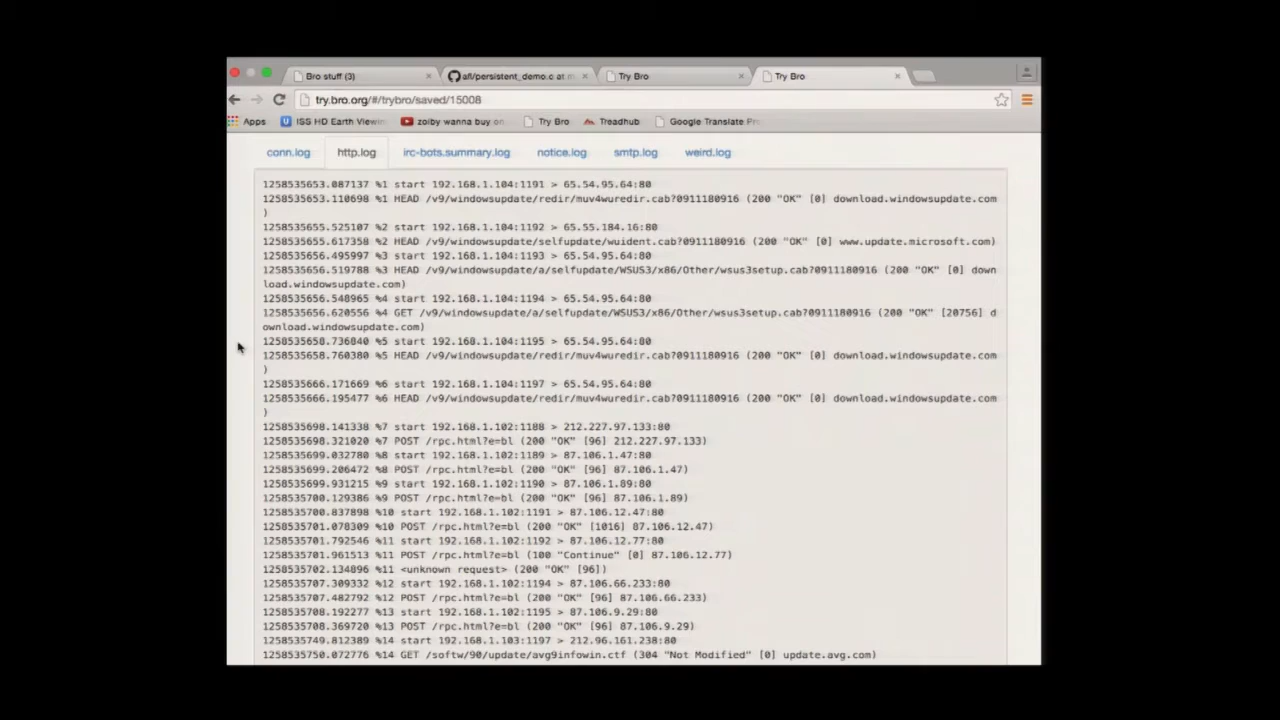 Bro stuff (3)
afl/persistent_demo.c at m
Try Bro
Try Bro
try.bro.org/#/trybro/saved/15008
Apps
ISS HD Earth Viewin
zoiby wanna buy on
Try Bro
Treadhub
Google Translate Pr
conn.log
http.log
irc-bots.summary.log
notice.log
smtp.log
weird.log
1258535653.087137 %1 start 192.168.1.104:1191 > 65.54.95.64:80
1258535653.110698 %1 HEAD /v9/windowsupdate/redir/muv4wuredir.cab?0911180916 (200 "OK" [0] download.windowsupdate.com
)
1258535655.525107 %2 start 192.168.1.104:1192 > 65.55.184.16:80
1258535655.617358 %2 HEAD /v9/windowsupdate/selfupdate/wuident.cab?0911180916 (200 "OK" [0] www.update.microsoft.com)
1258535656.495997 %3 start 192.168.1.104:1193 > 65.54.95.64:80
1258535656.519788 %3 HEAD /v9/windowsupdate/a/selfupdate/WSUS3/x86/Other/wsus3setup.cab?0911180916 (200 "OK" [0] down
load.windowsupdate.com)
1258535656.548965 %4 start 192.168.1.104:1194 > 65.54.95.64:80
1258535656.620556 %4 GET /v9/windowsupdate/a/selfupdate/WSUS3/x86/Other/wsus3setup.cab?0911180916 (200 "OK" [20756] d
ownload.windowsupdate.com)
1258535658.736840 %5 start 192.168.1.104:1195 > 65.54.95.64:80
1258535658.760380 %5 HEAD /v9/windowsupdate/redir/muv4wuredir.cab?0911180916 (200 "OK" [0] download.windowsupdate.com
)
1258535666.171669 %6 start 192.168.1.104:1197 > 65.54.95.64:80
1258535666.195477 %6 HEAD /v9/windowsupdate/redir/muv4wuredir.cab?0911180916 (200 "OK" [0] download.windowsupdate.com
)
1258535698.141338 %7 start 192.168.1.102:1188 > 212.227.97.133:80
1258535698.321020 %7 POST /rpc.html?e=bl (200 "OK" [96] 212.227.97.133)
1258535699.032780 %8 start 192.168.1.102:1189 > 87.106.1.47:80
1258535699.206472 %8 POST /rpc.html?e=bl (200 "OK" [96] 87.106.1.47)
1258535699.931215 %9 start 192.168.1.102:1190 > 87.106.1.89:80
1258535700.129386 %9 POST /rpc.html?e=bl (200 "OK" [96] 87.106.1.89)
1258535700.837898 %10 start 192.168.1.102:1191 > 87.106.12.47:80
1258535701.078309 %10 POST /rpc.html?e=bl (200 "OK" [1016] 87.106.12.47)
1258535701.792546 %11 start 192.168.1.102:1192 > 87.106.12.77:80
1258535701.961513 %11 POST /rpc.html?e=bl (100 "Continue" [0] 87.106.12.77)
1258535702.134896 %11 <unknown request> (200 "OK" [96])
1258535707.309332 %12 start 192.168.1.102:1194 > 87.106.66.233:80
1258535707.482792 %12 POST /rpc.html?e=bl (200 "OK" [96] 87.106.66.233)
1258535708.192277 %13 start 192.168.1.102:1195 > 87.106.9.29:80
1258535708.369720 %13 POST /rpc.html?e=bl (200 "OK" [96] 87.106.9.29)
1258535749.812389 %14 start 192.168.1.103:1197 > 212.96.161.238:80
1258535750.072776 %14 GET /softw/90/update/avg9infowin.ctf (304 "Not Modified" [0] update.avg.com)